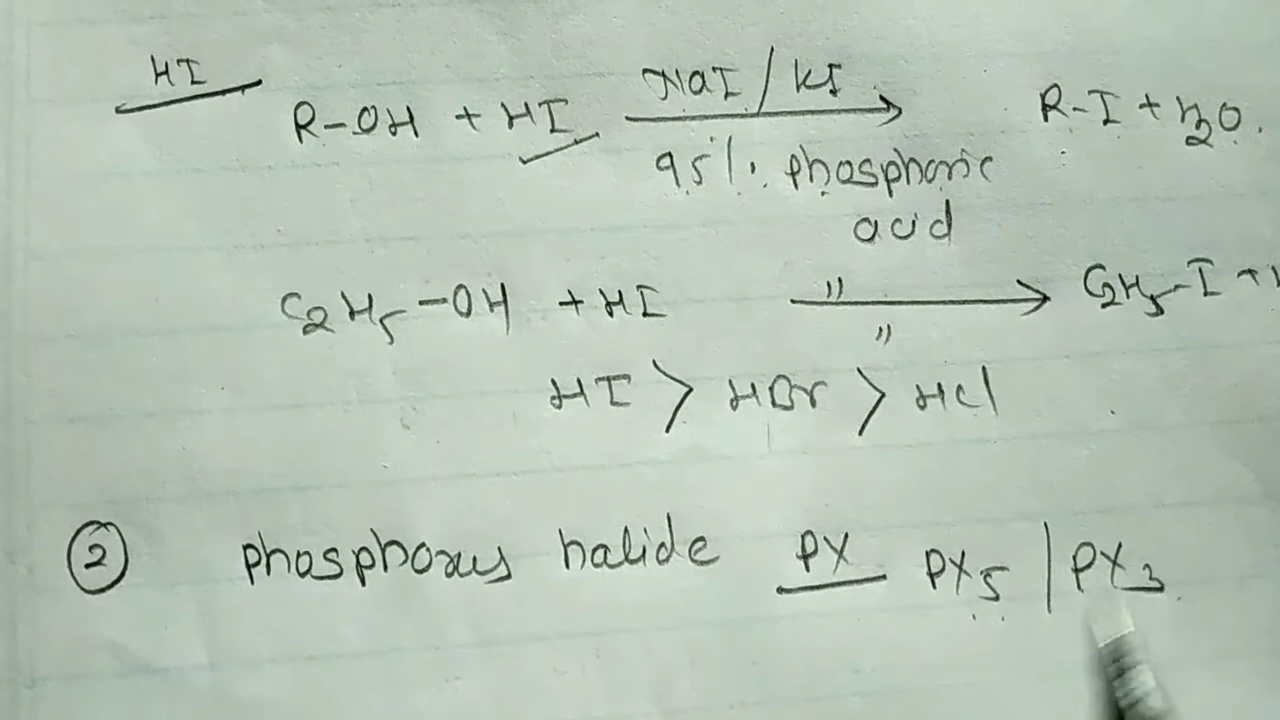 HI
R-OH + HI NaI / KI R-I + H2O.
95%. phosphoric
acid
C2H5-OH + HI " C2H5-I +
"
HI > HBr > HCl
2 phosphorus halide PX PX5 | PX3